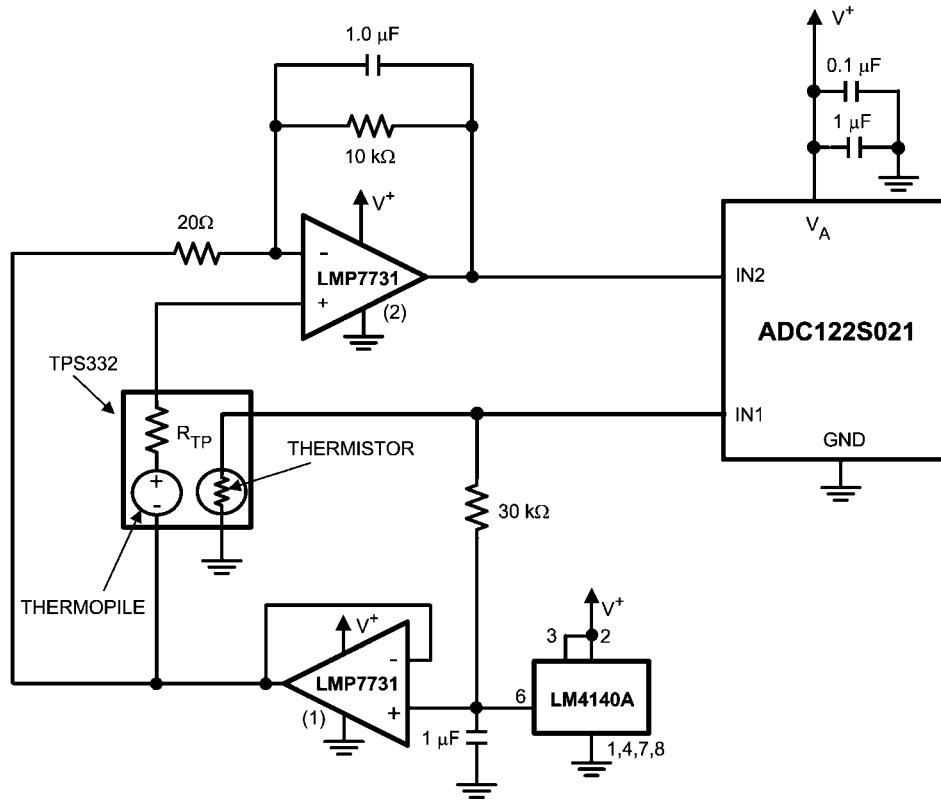 V+
1.0 μF
0.1 μF
1 μF
10 kΩ
V+
20Ω
-
LMP7731
+
(2)
VA
IN2
ADC122S021
IN1
GND
TPS332
RTP
+
-
THERMISTOR
30 kΩ
THERMOPILE
V+
V+
3
2
-
LMP7731
+
(1)
6
LM4140A
1 μF
1,4,7,8